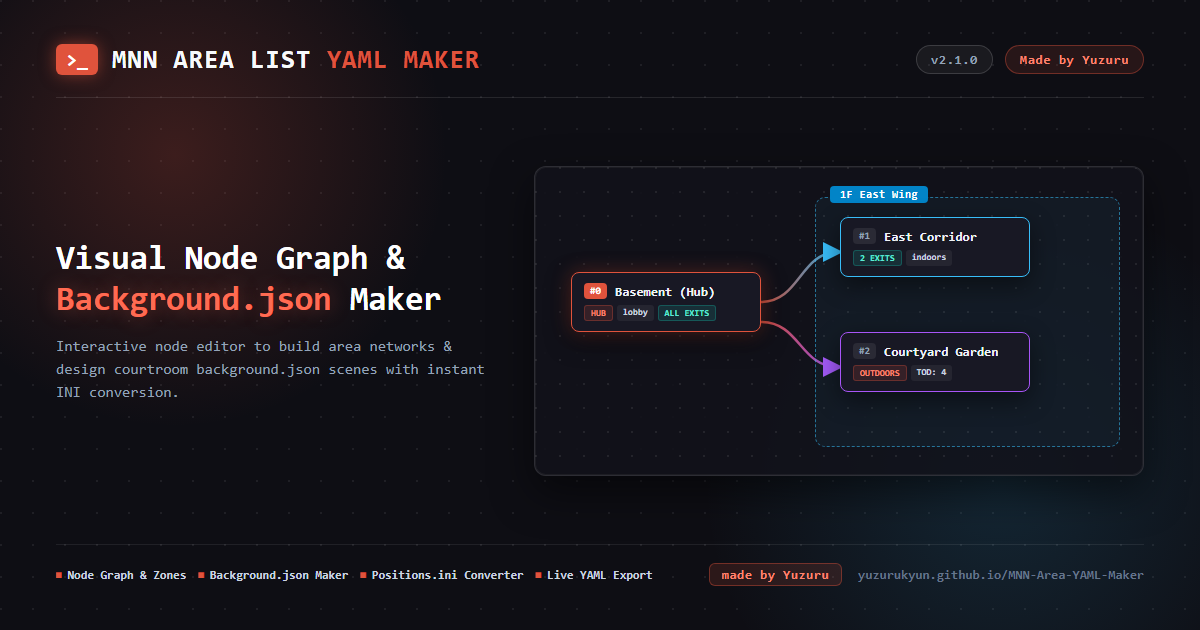 >_ MNN AREA LIST YAML MAKER
v2.1.0
Made by Yuzuru
Visual Node Graph &
Background.json Maker
Interactive node editor to build area networks &
design courtroom background.json scenes with instant
INI conversion.
1F East Wing
#0 Basement (Hub)
HUB lobby ALL EXITS
#1 East Corridor
2 EXITS indoors
#2 Courtyard Garden
OUTDOORS TOD: 4
Node Graph & Zones Background.json Maker Positions.ini Converter Live YAML Export
made by Yuzuru
yuzurukyun.github.io/MNN-Area-YAML-Maker